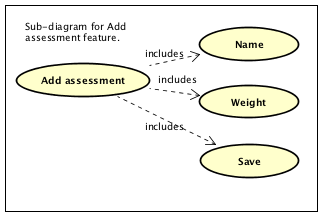 Sub-diagram for Add
assessment feature.
includes
Name
Add assessment
includes
Weight
includes
Save